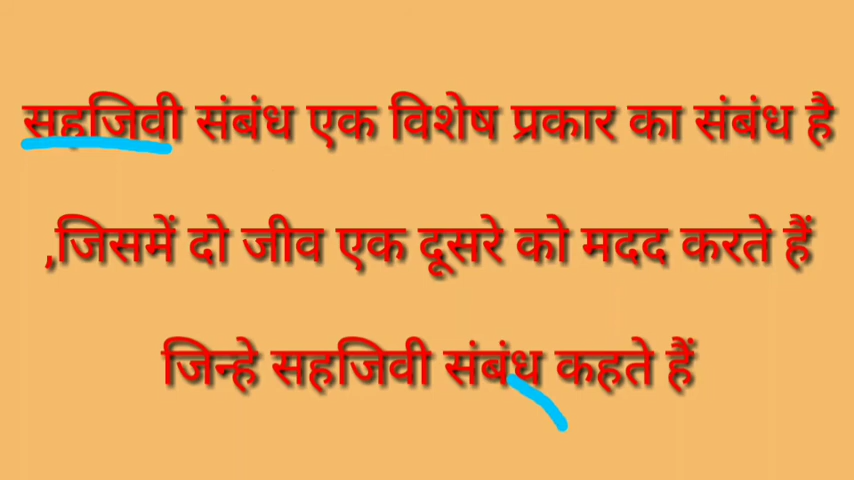 सहजिवी संबंध एक विशेष प्रकार का संबंध है
,जिसमें दो जीव एक दूसरे को मदद करते हैं
जिन्हे सहजिवी संबंध कहते हैं